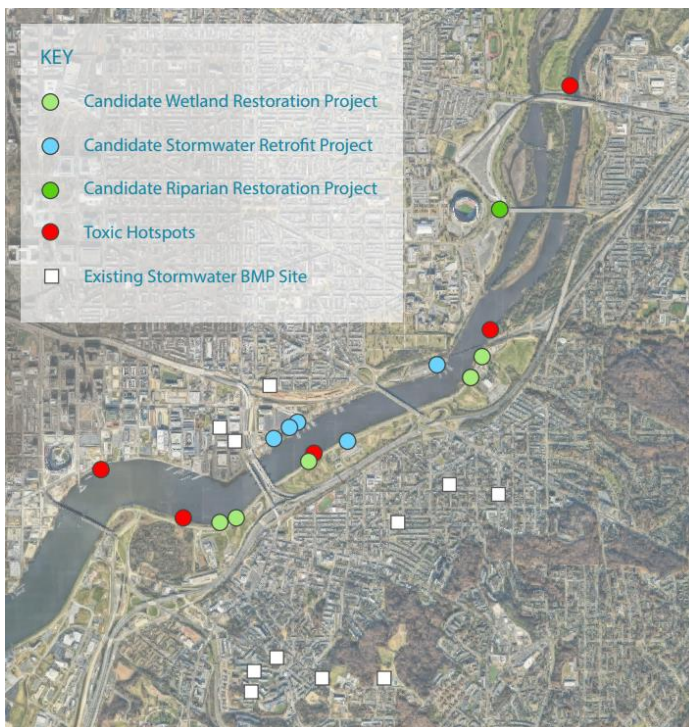 KEY
Candidate Wetland Restoration Project
Candidate Stormwater Retrofit Project
Candidate Riparian Restoration Project
Toxic Hotspots
Existing Stormwater BMP Site